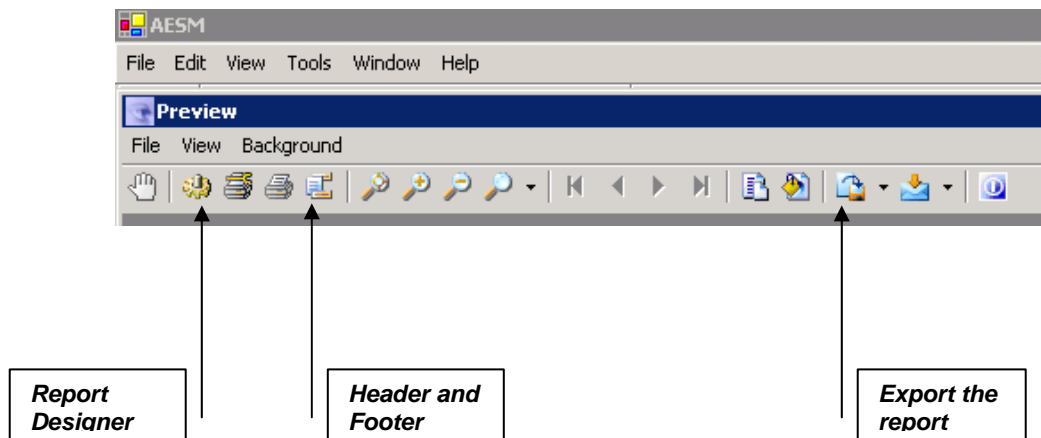 AESM
File Edit View Tools Window Help
Preview
File View Background
Report
Designer
Header and
Footer
Export the
report